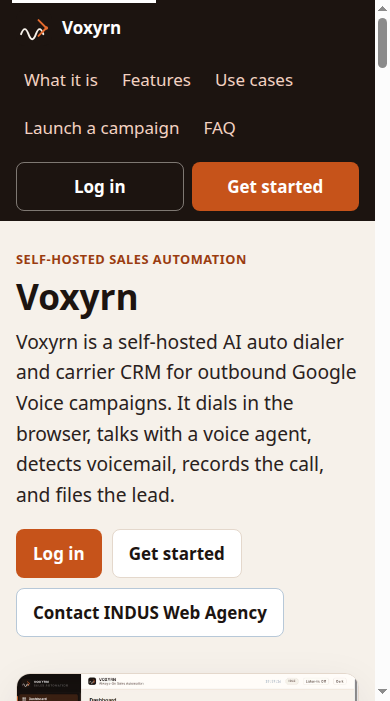 Voxyrn
What it is Features Use cases
Launch a campaign FAQ
Log in Get started
SELF-HOSTED SALES AUTOMATION
Voxyrn
Voxyrn is a self-hosted AI auto dialer
and carrier CRM for outbound Google
Voice campaigns. It dials in the
browser, talks with a voice agent,
detects voicemail, records the call,
and files the lead.
Log in Get started
Contact INDUS Web Agency
VOXYRN
Dashboard